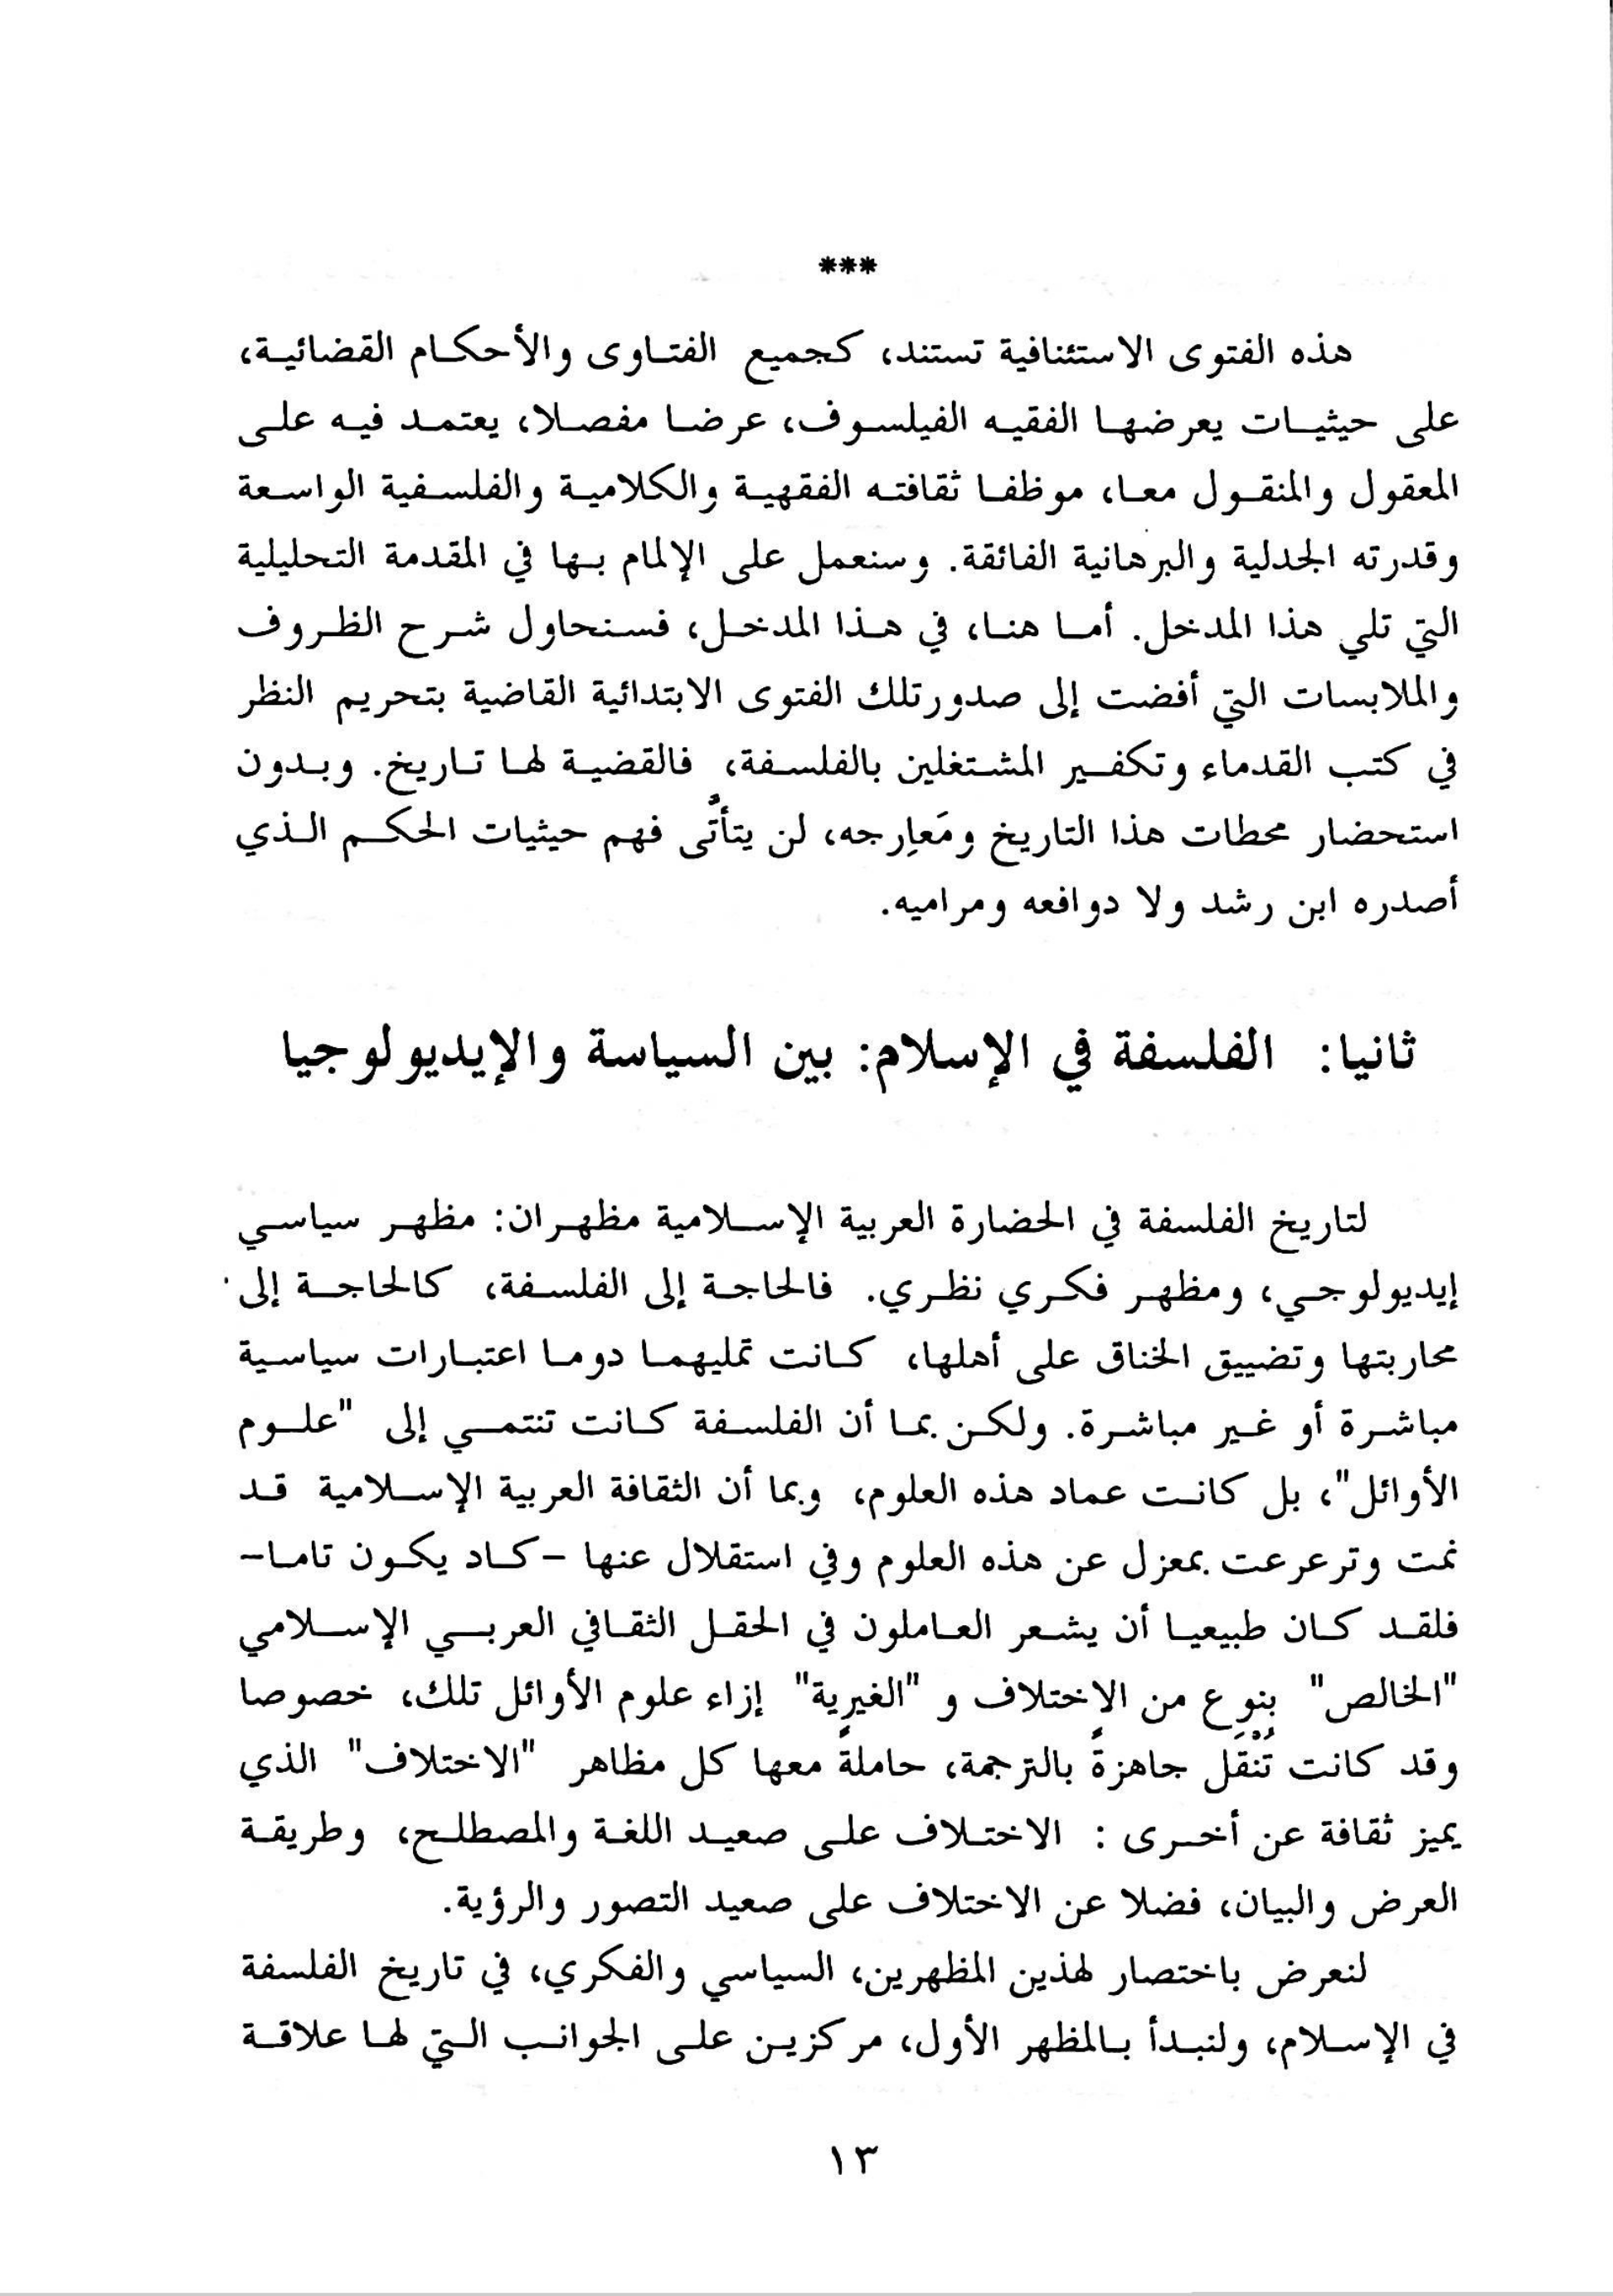 ***
هذه الفتوى الاستئنافية تستند، كجميع الفتاوى والأحكام القضائية،
على حيثيات يعرضها الفقيه الفيلسوف، عرضا مفصلا، يعتمد فيه على
المعقول والمنقول معا، موظفا ثقافته الفقهية والكلامية والفلسفية الواسعة
وقدرته الجدلية والبرهانية الفائقة. وسنعمل على الإلمام بها في المقدمة التحليلية
التي تلي هذا المدخل. أما هنا، في هذا المدخل، فسنحاول شرح الظروف
والملابسات التي أفضت إلى صدورتلك الفتوى الابتدائية القاضية بتحريم النظر
في كتب القدماء وتكفير المشتغلين بالفلسفة، فالقضية لها تاريخ. وبدون
استحضار محطات هذا التاريخ ومَعارِجه، لن يتأتَّى فهم حيثيات الحكم الذي
أصدره ابن رشد ولا دوافعه ومراميه.
ثانيا: الفلسفة في الإسلام: بين السياسة والإيديولوجيا
لتاريخ الفلسفة في الحضارة العربية الإسلامية مظهران: مظهر سياسي
إيديولوجي، ومظهر فكري نظري. فالحاجة إلى الفلسفة، كالحاجة إلى
محاربتها وتضييق الخناق على أهلها، كانت تمليهما دوما اعتبارات سياسية
مباشرة أو غير مباشرة. ولكن بما أن الفلسفة كانت تنتمي إلى "علوم
الأوائل"، بل كانت عماد هذه العلوم، وبما أن الثقافة العربية الإسلامية قد
نمت وترعرعت بمعزل عن هذه العلوم وفي استقلال عنها -كاد يكون تاما-
فلقد كان طبيعيا أن يشعر العاملون في الحقل الثقافي العربي الإسلامي
"الخالص" بنوع من الاختلاف و "الغيرية" إزاء علوم الأوائل تلك، خصوصا
وقد كانت تُنْقَل جاهزةً بالترجمة، حاملةً معها كل مظاهر "الاختلاف" الذي
يميز ثقافة عن أخرى : الاختلاف على صعيد اللغة والمصطلح، وطريقة
العرض والبيان، فضلا عن الاختلاف على صعيد التصور والرؤية.
لنعرض باختصار لهذين المظهرين، السياسي والفكري، في تاريخ الفلسفة
في الإسلام، ولنبدأ بالمظهر الأول، مركزين على الجوانب التي لها علاقة
١٣